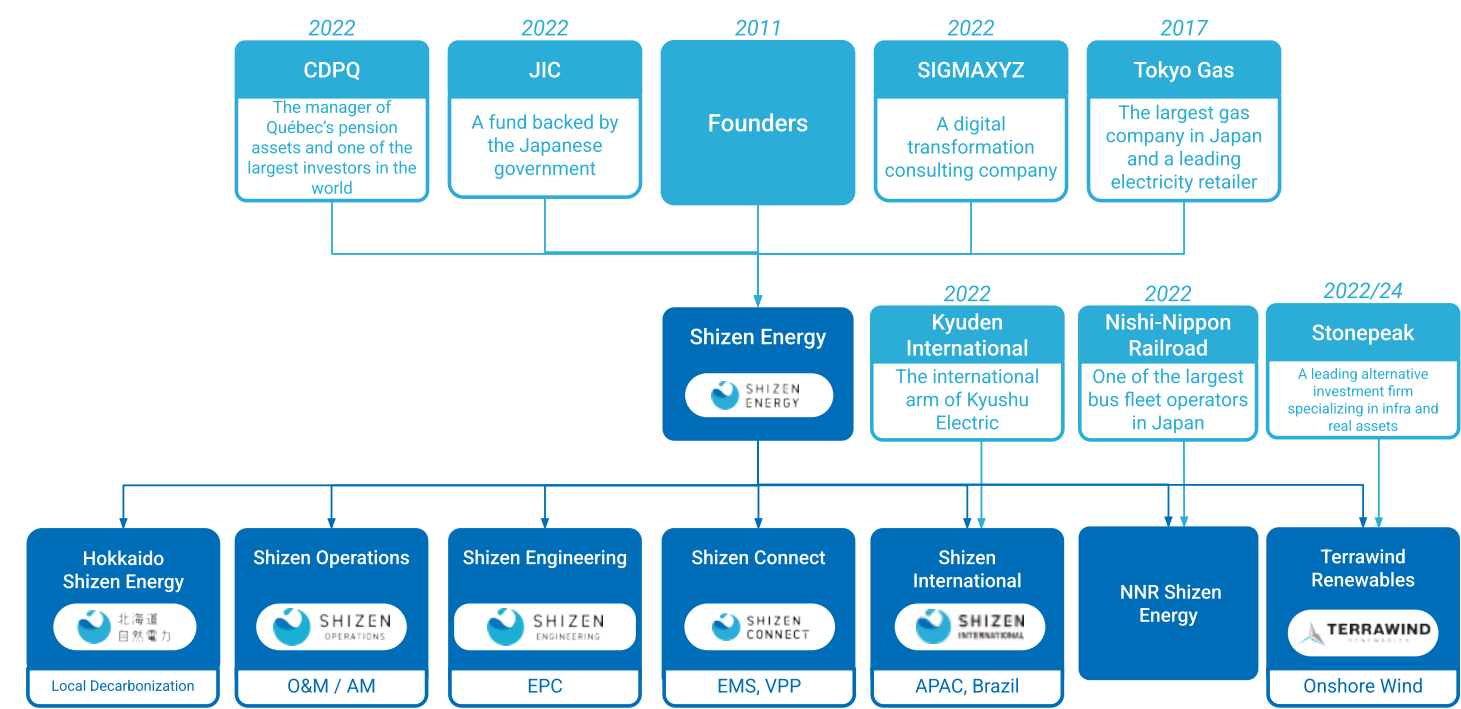 2022
CDPQ
The manager of
Québec's pension
assets and one of the
largest investors in the
world
2022
JIC
A fund backed by
the Japanese
government
2011
Founders
2022
SIGMAXYZ
A digital
transformation
consulting company
2017
Tokyo Gas
The largest gas
company in Japan
and a leading
electricity retailer
Shizen Energy
SHIZEN
ENERGY
2022
Kyuden
International
The international
arm of Kyushu
Electric
2022
Nishi-Nippon
Railroad
One of the largest
bus fleet operators
in Japan
2022/24
Stonepeak
A leading alternative
investment firm
specializing in infra and
real assets
Hokkaido
Shizen Energy
北海道
自然電力
Local Decarbonization
Shizen Operations
SHIZEN
OPERATIONS
O&M / AM
Shizen Engineering
SHIZEN
ENGINEERING
EPC
Shizen Connect
SHIZEN
CONNECT
EMS, VPP
Shizen
International
SHIZEN
INTERNATIONAL
APAC, Brazil
NNR Shizen
Energy
Terrawind
Renewables
TERRAWIND
RENEWABLES
Onshore Wind